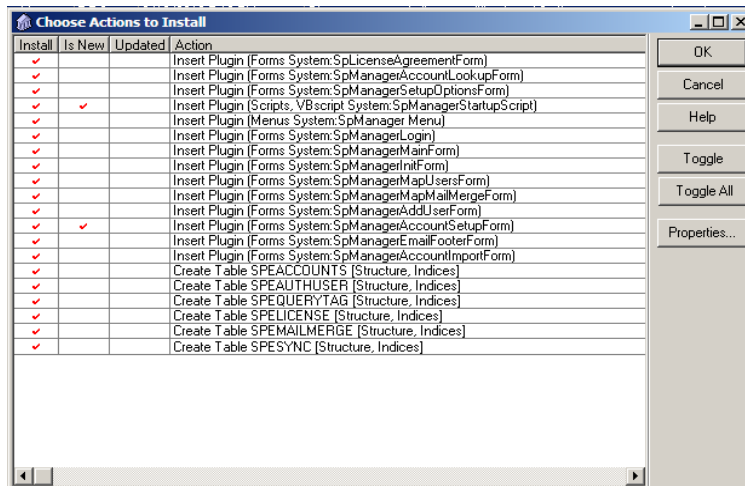 Choose Actions to Install
Install Is New Updated Action
Insert Plugin (Forms System:SpLicenseAgreementForm)
Insert Plugin (Forms System:SpManagerAccountLookupForm)
Insert Plugin (Forms System:SpManagerSetupOptionsForm)
Insert Plugin (Scripts, VBscript System:SpManagerStartupScript)
Insert Plugin (Menus System:SpManager Menu)
Insert Plugin (Forms System:SpManagerLogin)
Insert Plugin (Forms System:SpManagerMainForm)
Insert Plugin (Forms System:SpManagerInitForm)
Insert Plugin (Forms System:SpManagerMapUsersForm)
Insert Plugin (Forms System:SpManagerMapMailMergeForm)
Insert Plugin (Forms System:SpManagerAddUserForm)
Insert Plugin (Forms System:SpManagerAccountSetupForm)
Insert Plugin (Forms System:SpManagerEmailFooterForm)
Insert Plugin (Forms System:SpManagerAccountImportForm)
Create Table SPEACCOUNTS [Structure, Indices]
Create Table SPEAUTHUSER [Structure, Indices]
Create Table SPEQUERYTAG [Structure, Indices]
Create Table SPELICENSE [Structure, Indices]
Create Table SPEMAILMERGE [Structure, Indices]
Create Table SPESYNC [Structure, Indices]
OK
Cancel
Help
Toggle
Toggle All
Properties...